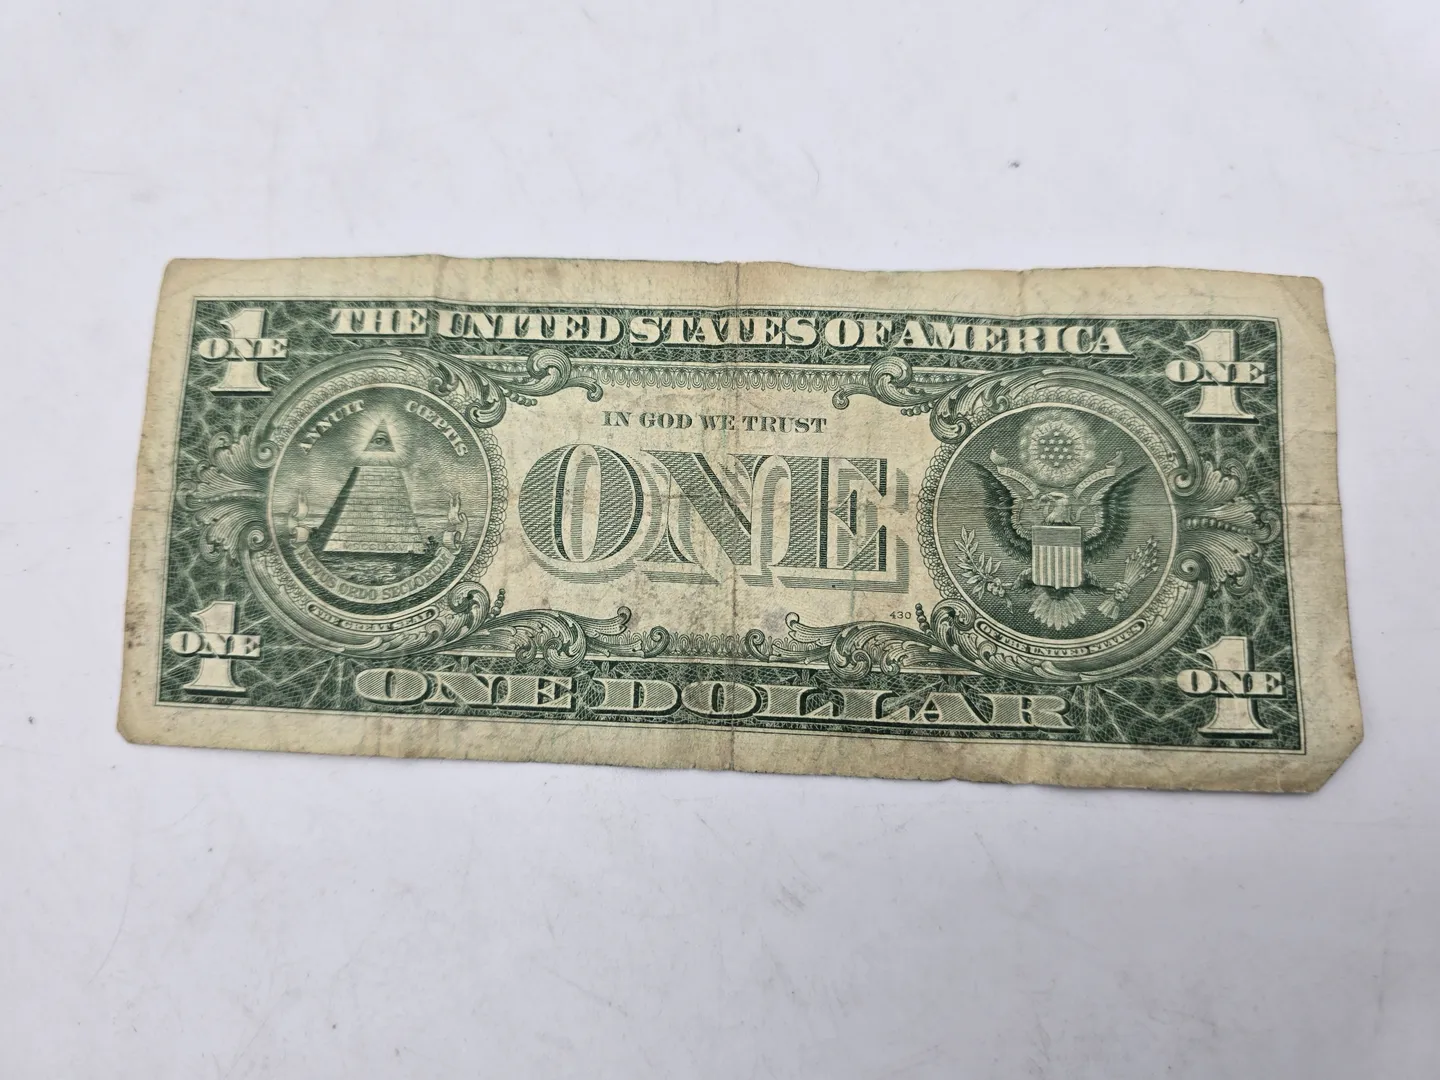 THE UNITED STATES OF AMERICA
1
ONE
1
ONE
ANNUIT CŒPTIS
IN GOD WE TRUST
ONE
NOVUS ORDO SECLORUM
THE GREAT SEAL
430
OF THE UNITED STATES
1
ONE
1
ONE
ONE DOLLAR